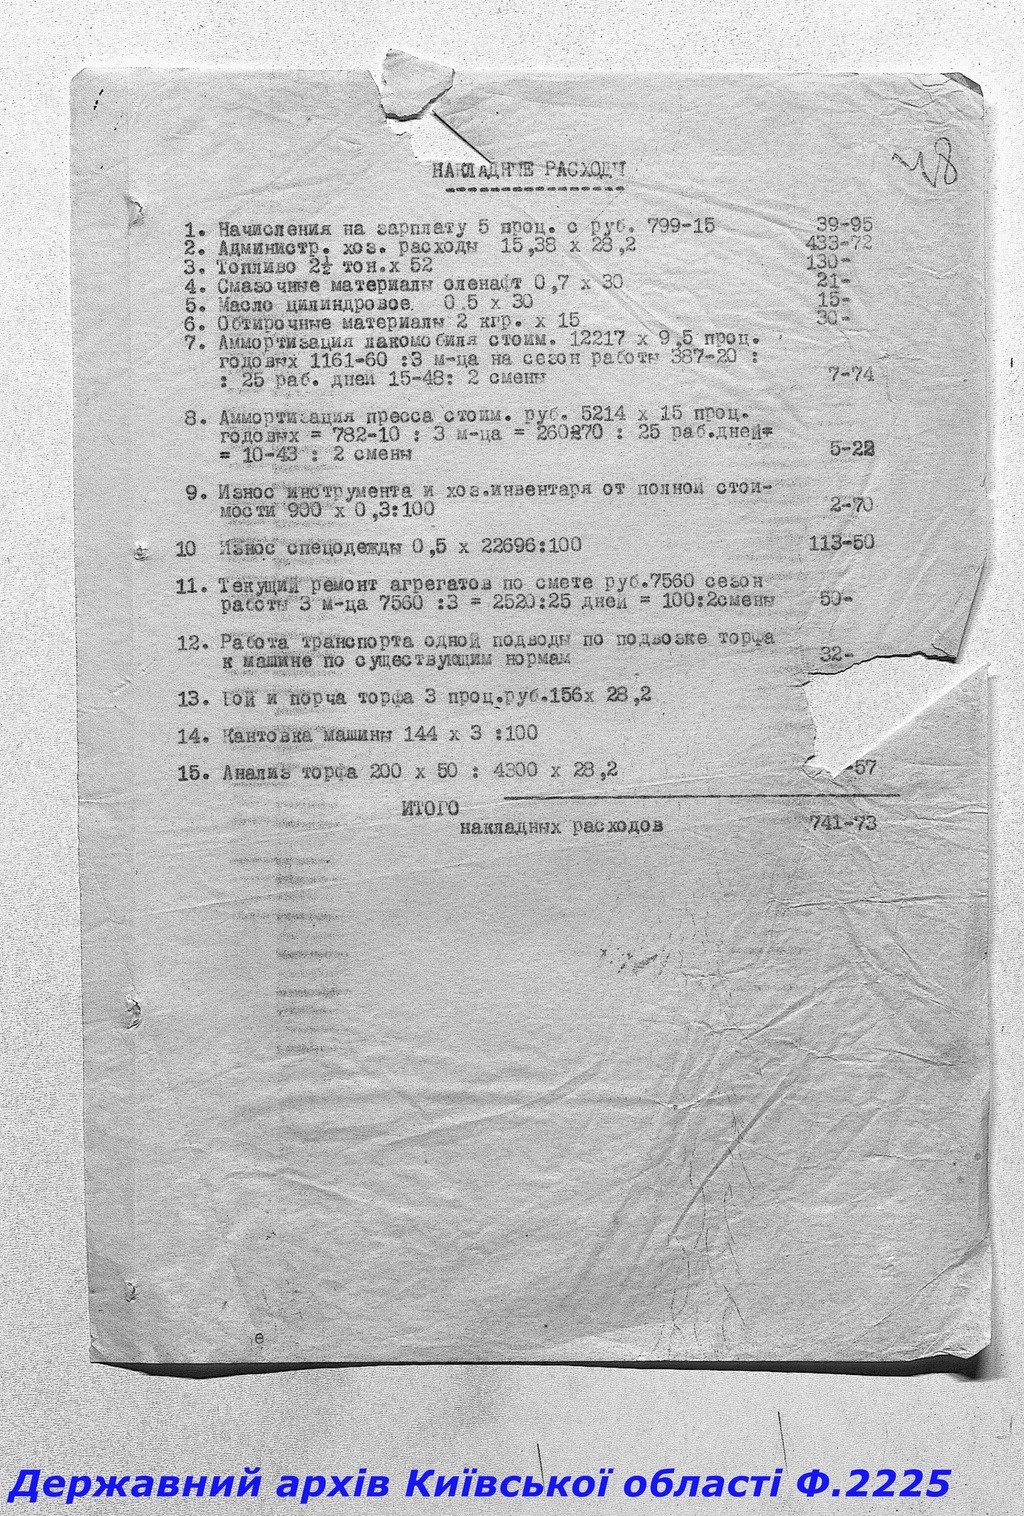 НАКЛАДНЫЕ РАСХОДЫ
48
1. Начисления на зарплату 5 проц. с руб. 799-15 39-95
2. Администр. хоз. расходы 15,38 х 28,2 433-72
3. Топливо 2½ тон.х 52 130-
4. Смазочные материалы оленафт 0,7 х 30 21-
5. Масло цилиндровое 0.5 х 30 15-
6. Обтирочные материалы 2 кгр. х 15 30-
7. Аммортизация лакомобиля стоим. 12217 х 9,5 проц.
годовых 1161-60 :3 м-ца на сезон работы 387-20 :
: 25 раб. дней 15-48: 2 смены 7-74
8. Аммортизация пресса стоим. руб. 5214 х 15 проц.
годовых = 782-10 : 3 м-ца = 260-70 : 25 раб.дней=
= 10-43 : 2 смены 5-22
9. Износ инструмента и хоз.инвентаря от полной стои-
мости 900 х 0,3:100 2-70
10 Износ спецодежды 0,5 х 22696:100 113-50
11. Текущий ремонт агрегатов по смете руб.7560 сезон
работы 3 м-ца 7560 :3 = 2520:25 дней = 100:2смены 50-
12. Работа транспорта одной подводы по подвозке торфа
к машине по существующим нормам 32-
13. Бой и порча торфа 3 проц.руб.156х 28,2
14. Кантовка машины 144 х 3 :100
15. Анализ торфа 200 х 50 : 4300 х 28,2 -57
ИТОГО
накладных расходов 741-73
е
Державний архів Київської області Ф.2225